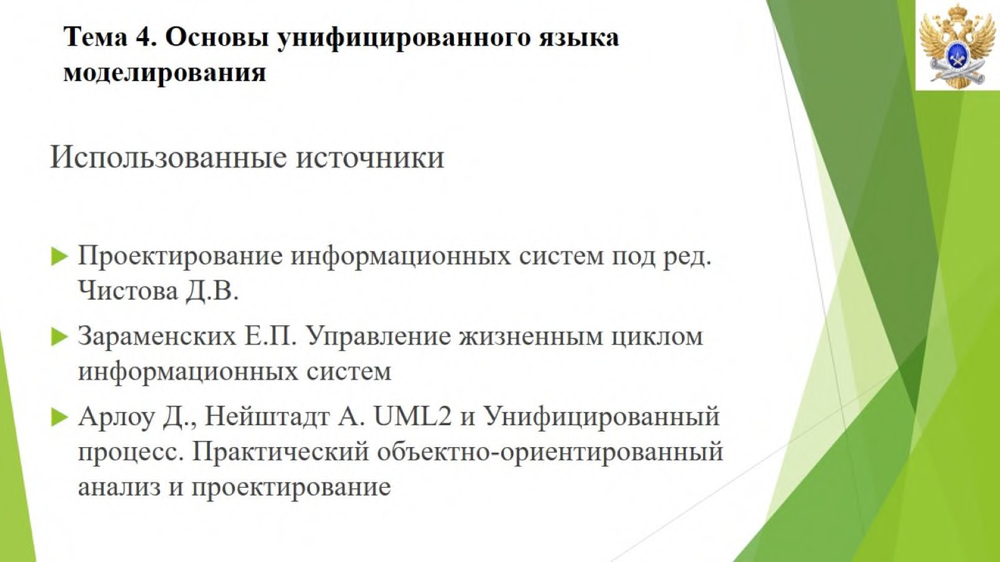 Тема 4. Основы унифицированного языка
моделирования
Использованные источники
Проектирование информационных систем под ред.
Чистова Д.В.
Зараменских Е.П. Управление жизненным циклом
информационных систем
Арлоу Д., Нейштадт А. UML2 и Унифицированный
процесс. Практический объектно-ориентированный
анализ и проектирование